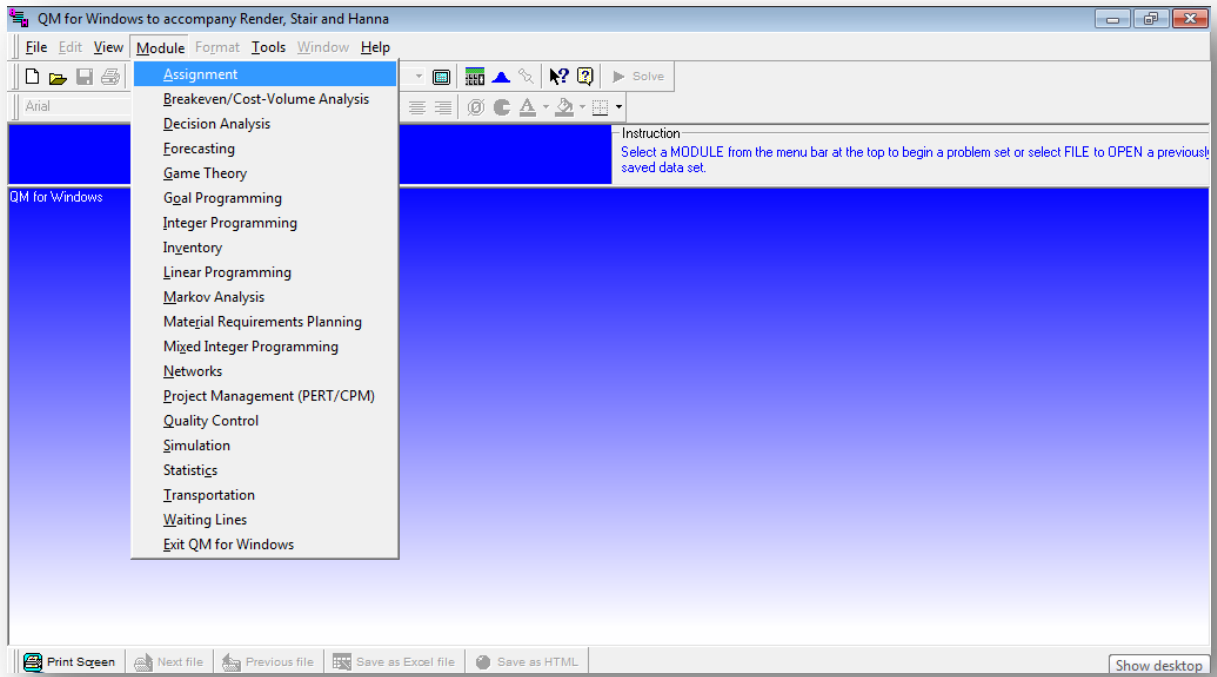 QM for Windows to accompany Render, Stair and Hanna
File Edit View Module Format Tools Window Help
Solve
Arial
Instruction
Select a MODULE from the menu bar at the top to begin a problem set or select FILE to OPEN a previously
saved data set.
QM for Windows
Assignment
Breakeven/Cost-Volume Analysis
Decision Analysis
Forecasting
Game Theory
Goal Programming
Integer Programming
Inventory
Linear Programming
Markov Analysis
Material Requirements Planning
Mixed Integer Programming
Networks
Project Management (PERT/CPM)
Quality Control
Simulation
Statistics
Transportation
Waiting Lines
Exit QM for Windows
Print Screen Next file Previous file Save as Excel file Save as HTML
Show desktop